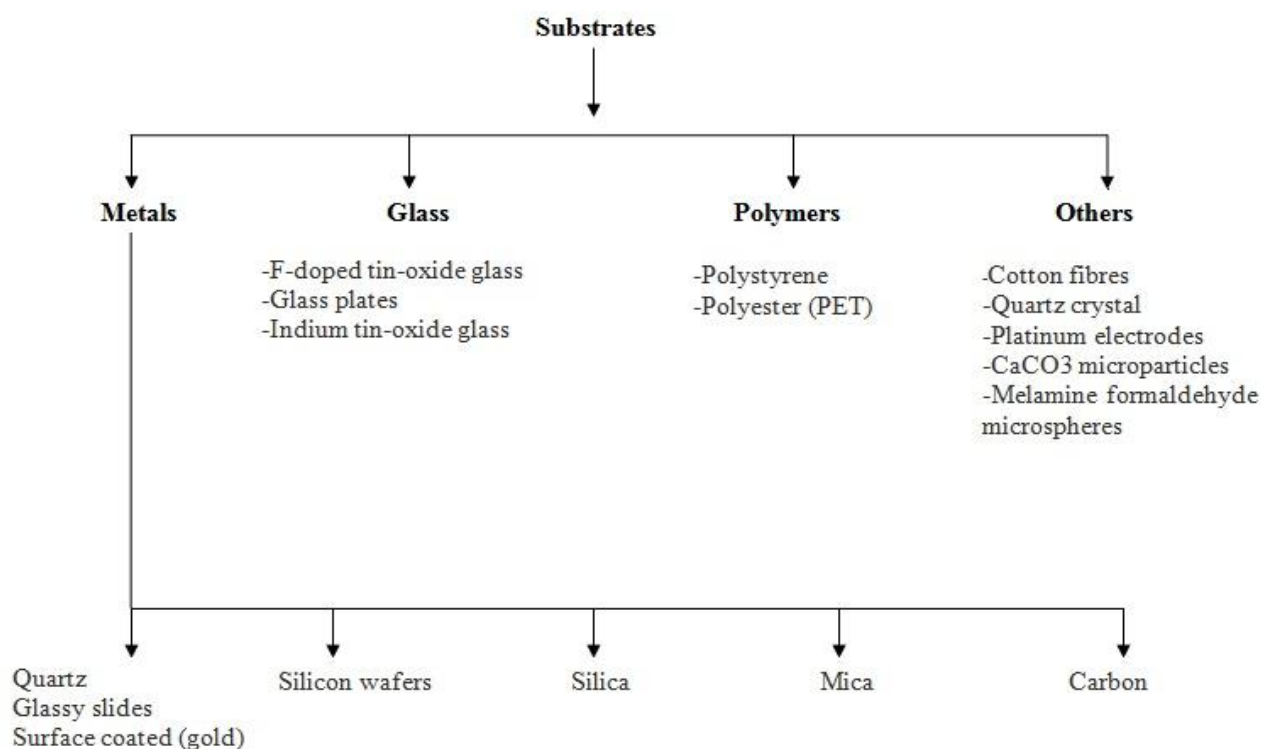 Substrates
Metals
Glass
Polymers
Others
-F-doped tin-oxide glass
-Glass plates
-Indium tin-oxide glass
-Polystyrene
-Polyester (PET)
-Cotton fibres
-Quartz crystal
-Platinum electrodes
-CaCO3 microparticles
-Melamine formaldehyde
microspheres
Quartz
Glassy slides
Surface coated (gold)
Silicon wafers
Silica
Mica
Carbon